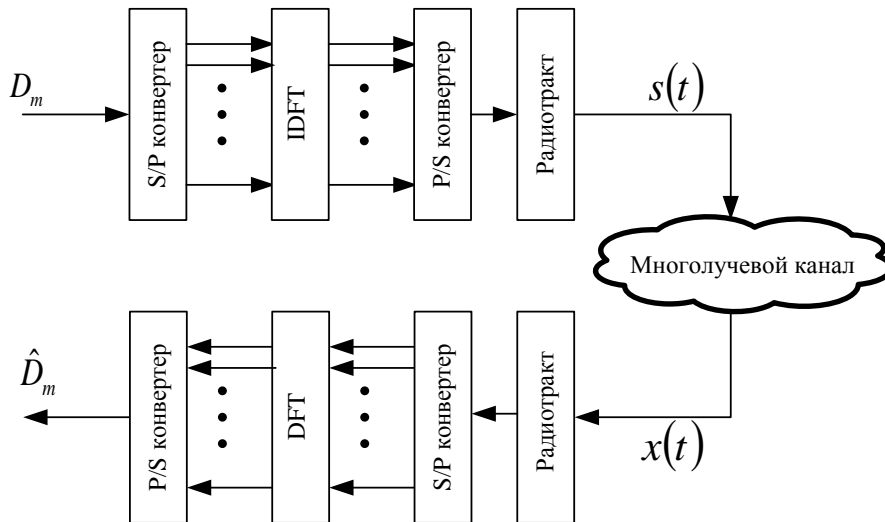 D_m
S/P конвертер
IDFT
P/S конвертер
Радиотракт
s(t)
Многолучевой канал
D̂_m
P/S конвертер
DFT
S/P конвертер
Радиотракт
x(t)